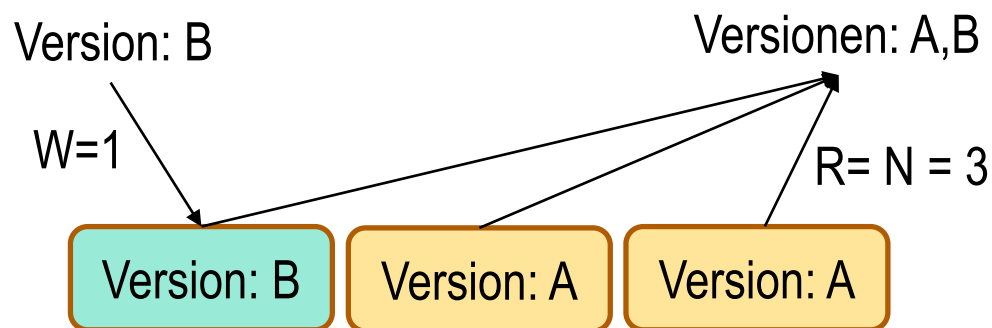 Version: B
Versionen: A,B
W=1
R= N = 3
Version: B
Version: A
Version: A